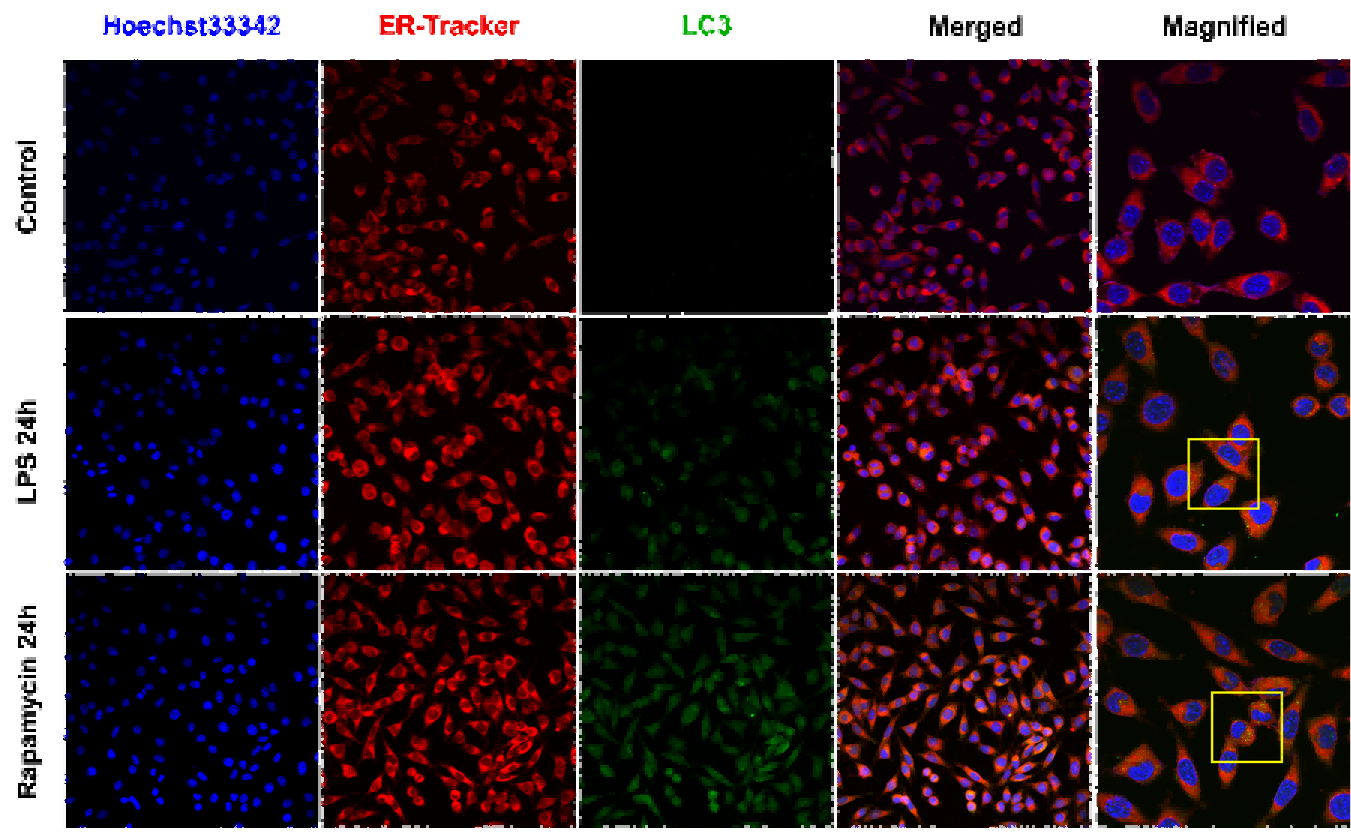 Hoechst33342 ER-Tracker LC3 Merged Magnified
Control
LPS 24h
Rapamycin 24h